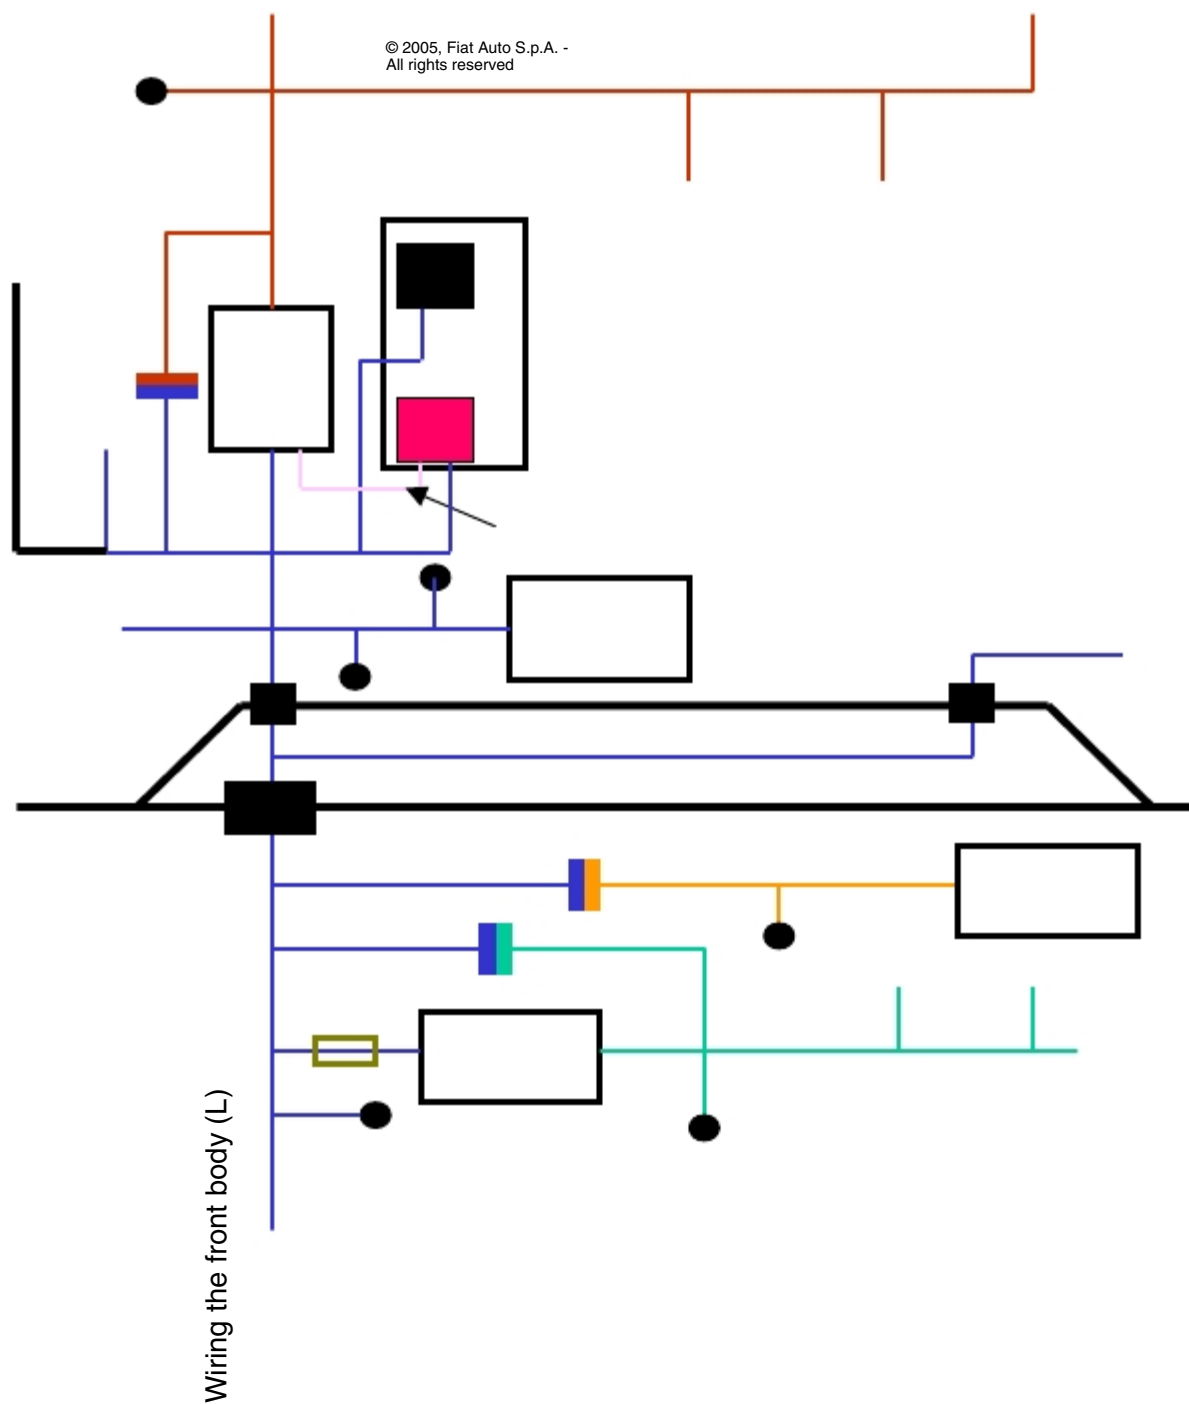 © 2005, Fiat Auto S.p.A. -
All rights reserved
Wiring the front body (L)